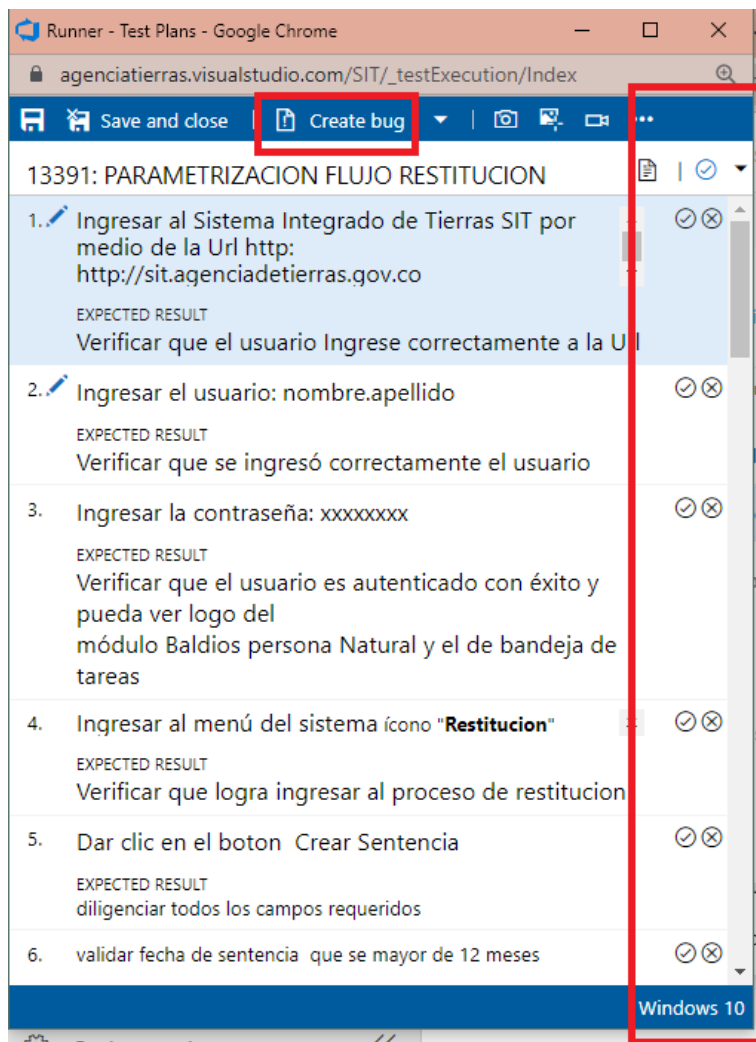 Runner - Test Plans - Google Chrome
agenciatierras.visualstudio.com/SIT/_testExecution/Index
Save and close | Create bug
13391: PARAMETRIZACION FLUJO RESTITUCION
1. Ingresar al Sistema Integrado de Tierras SIT por
medio de la Url http:
http://sit.agenciadetierras.gov.co
EXPECTED RESULT
Verificar que el usuario Ingrese correctamente a la Url
2. Ingresar el usuario: nombre.apellido
EXPECTED RESULT
Verificar que se ingresó correctamente el usuario
3. Ingresar la contraseña: xxxxxxxx
EXPECTED RESULT
Verificar que el usuario es autenticado con éxito y
pueda ver logo del
módulo Baldios persona Natural y el de bandeja de
tareas
4. Ingresar al menú del sistema ícono "Restitucion"
EXPECTED RESULT
Verificar que logra ingresar al proceso de restitucion
5. Dar clic en el boton Crear Sentencia
EXPECTED RESULT
diligenciar todos los campos requeridos
6. validar fecha de sentencia que se mayor de 12 meses
Windows 10